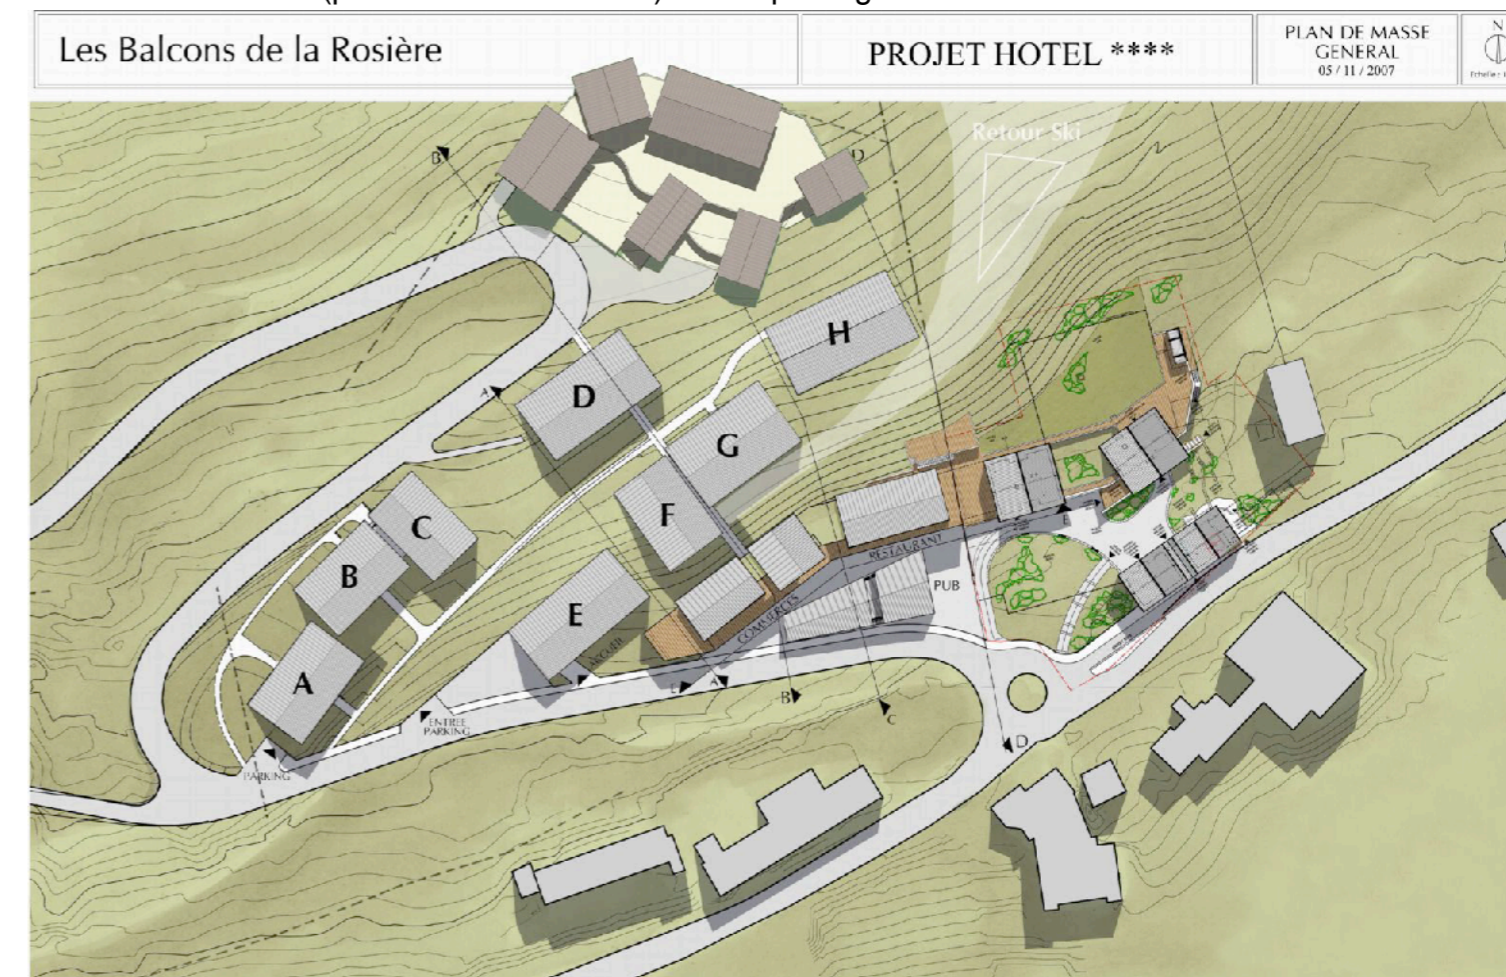 Les Balcons de la Rosière
PROJET HOTEL ****
PLAN DE MASSE
GENERAL
05 / 11 / 2007
N
Retour Ski
B
D
H
D
A
G
C
F
B
RESTAURANT
PUB
E
COMMERCES
ACCUEIL
A
E
A
B
C
ENTREE
PARKING
D
PARKING